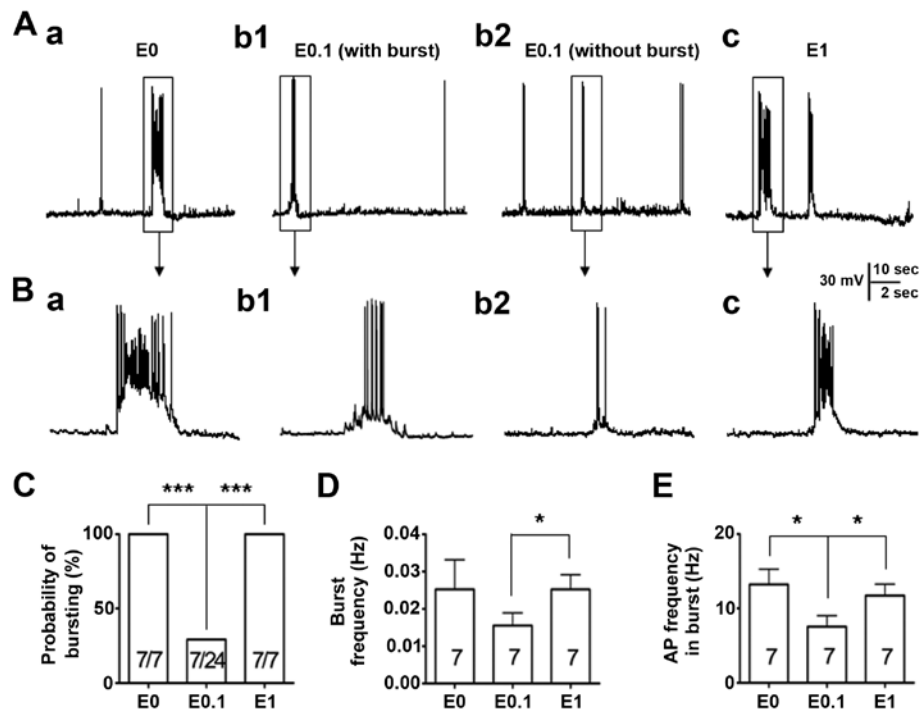 A
a
E0
b1
E0.1 (with burst)
b2
E0.1 (without burst)
c
E1
B
a
b1
b2
c
30 mV
10 sec
2 sec
C
Probability of
bursting (%)
100
50
0
*** ***
7/7
7/24
7/7
E0 E0.1 E1
D
Burst
frequency (Hz)
0.04
0.03
0.02
0.01
0.00
*
7
7
7
E0 E0.1 E1
E
AP frequency
in burst (Hz)
20
10
0
* *
7
7
7
E0 E0.1 E1